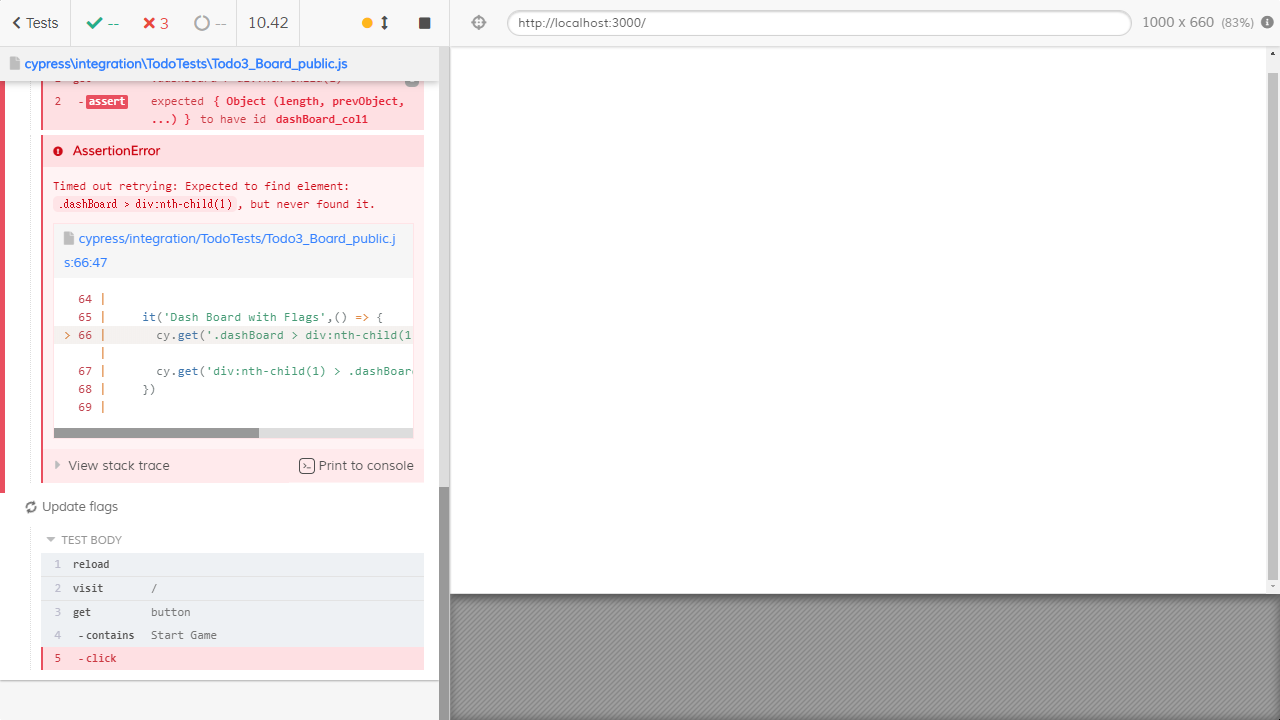 Tests
--
3
--
10.42
http://localhost:3000/
1000 x 660 (83%)
cypress\integration\TodoTests\Todo3_Board_public.js
2 -assert expected { Object (length, prevObject,
...) } to have id dashBoard_col1
AssertionError
Timed out retrying: Expected to find element:
.dashBoard > div:nth-child(1), but never found it.
cypress/integration/TodoTests/Todo3_Board_public.j
s:66:47
64 |
65 | it('Dash Board with Flags',() => {
> 66 | cy.get('.dashBoard > div:nth-child(1
|
67 | cy.get('div:nth-child(1) > .dashBoar
68 | })
69 |
View stack trace
Print to console
Update flags
TEST BODY
1 reload
2 visit /
3 get button
4 -contains Start Game
5 -click